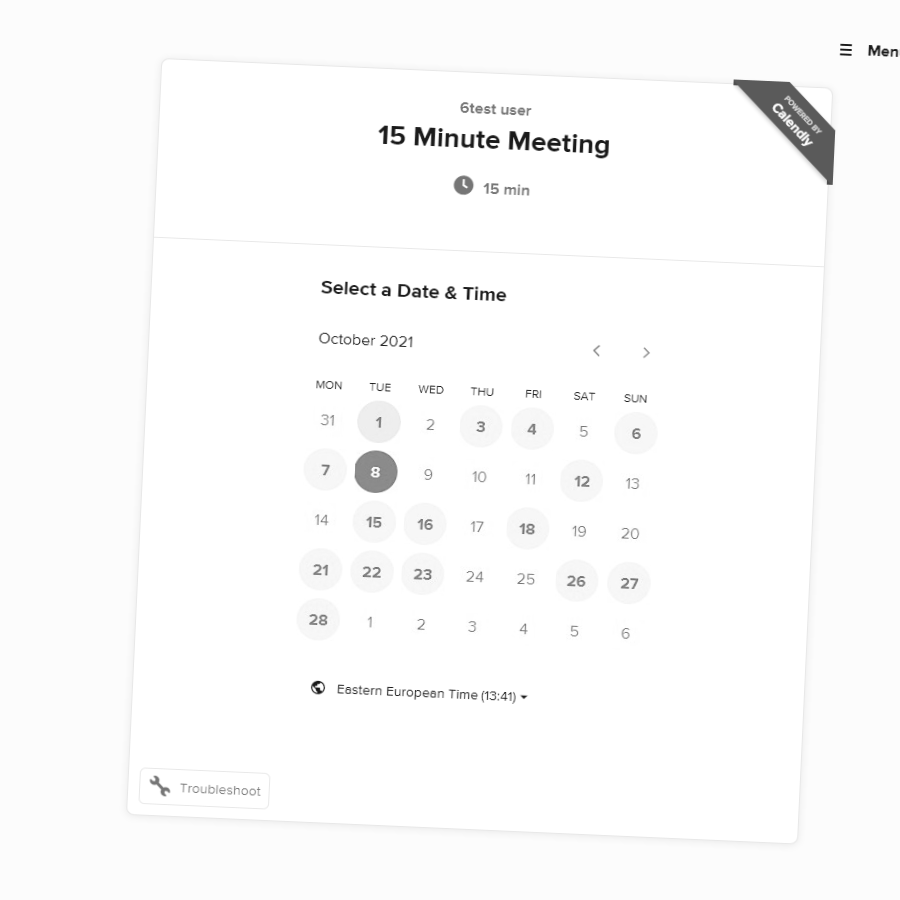 ☰ Men
POWERED BY
Calendly
6test user
15 Minute Meeting
15 min
Select a Date & Time
October 2021
MON TUE WED THU FRI SAT SUN
31 1 2 3 4 5 6
7 8 9 10 11 12 13
14 15 16 17 18 19 20
21 22 23 24 25 26 27
28 1 2 3 4 5 6
Eastern European Time (13:41)
Troubleshoot